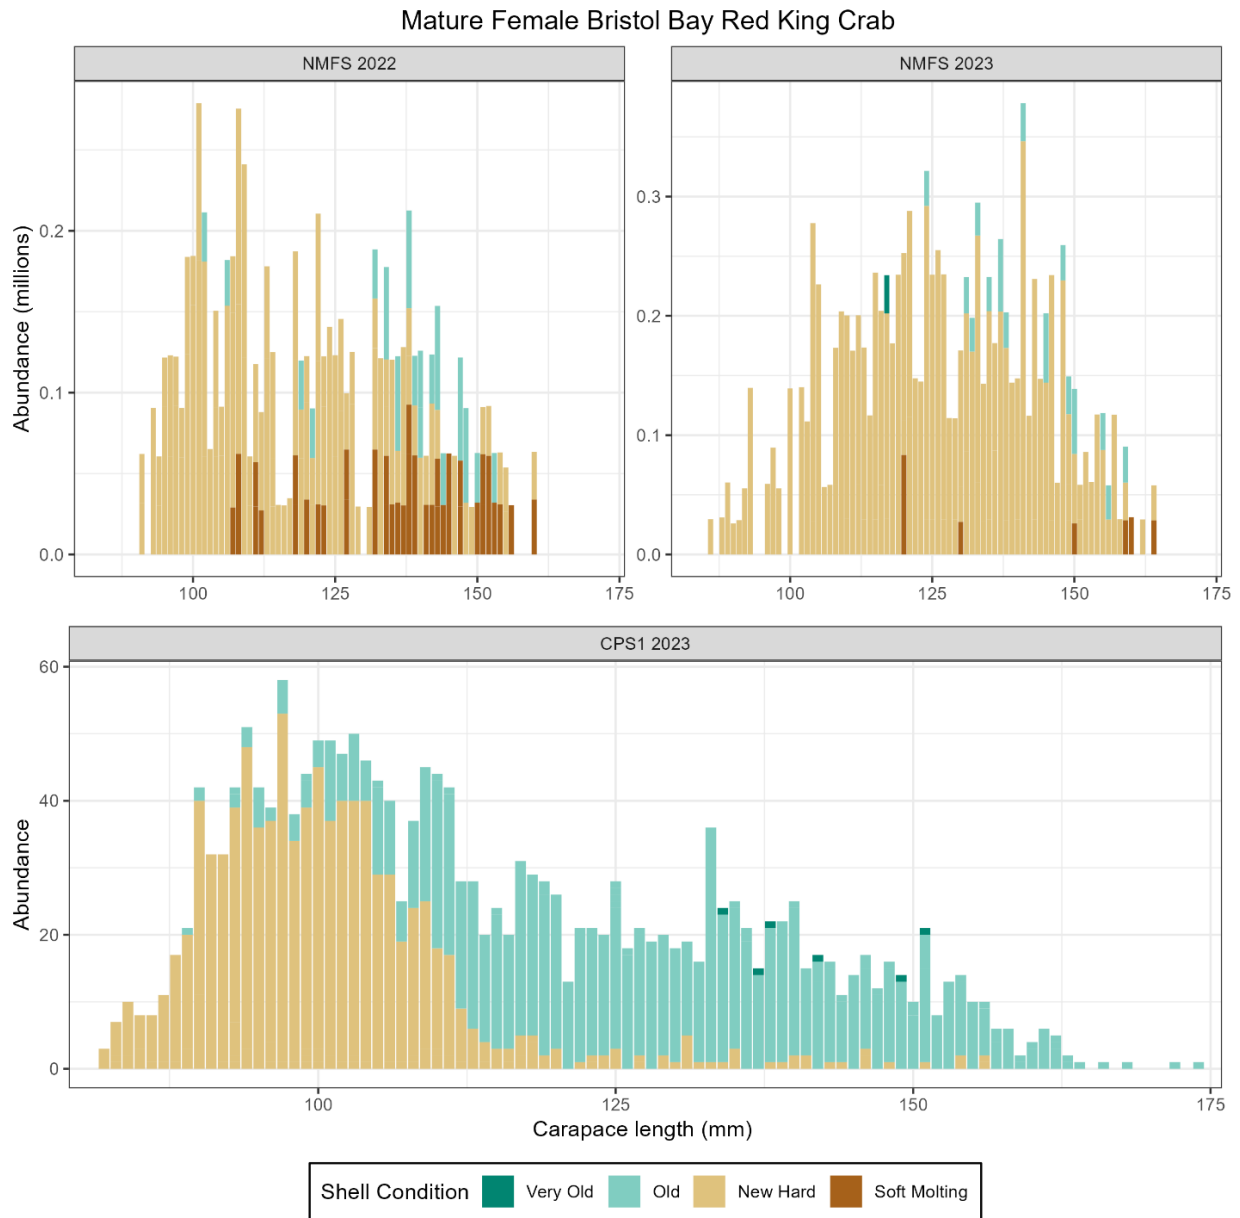 Mature Female Bristol Bay Red King Crab
NMFS 2022
NMFS 2023
Abundance (millions)
0.2
0.1
0.0
100
125
150
175
0.3
0.2
0.1
0.0
100
125
150
175
CPS1 2023
Abundance
60
40
20
0
100
125
150
175
Carapace length (mm)
Shell Condition Very Old Old New Hard Soft Molting